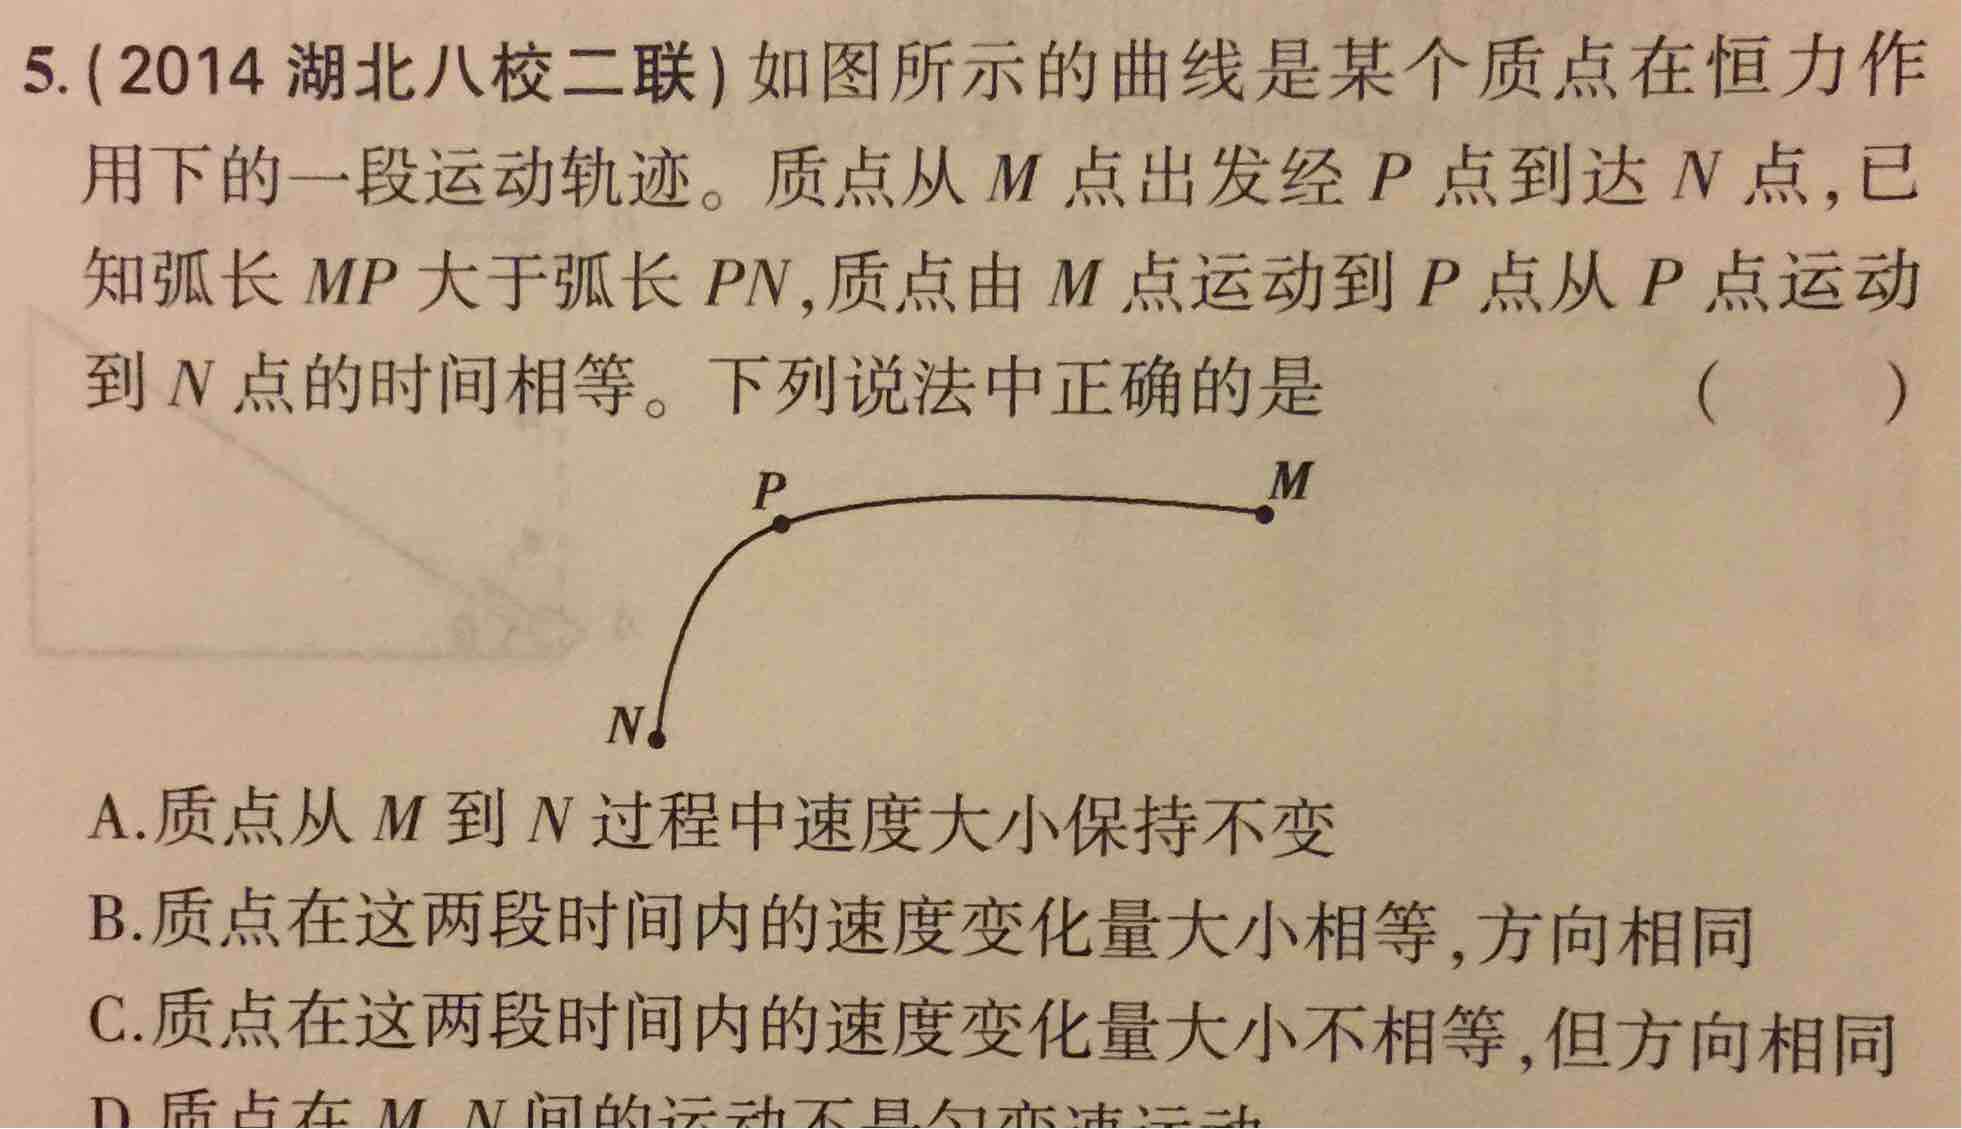 5.(2014 湖北八校二联)如图所示的曲线是某个质点在恒力作
用下的一段运动轨迹。质点从 M 点出发经 P 点到达 N 点,已
知弧长 MP 大于弧长 PN,质点由 M 点运动到 P 点从 P 点运动
到 N 点的时间相等。下列说法中正确的是 ( )
P
M
N
A.质点从 M 到 N 过程中速度大小保持不变
B.质点在这两段时间内的速度变化量大小相等,方向相同
C.质点在这两段时间内的速度变化量大小不相等,但方向相同
D.质点在 M、N 间的运动不是匀变速运动